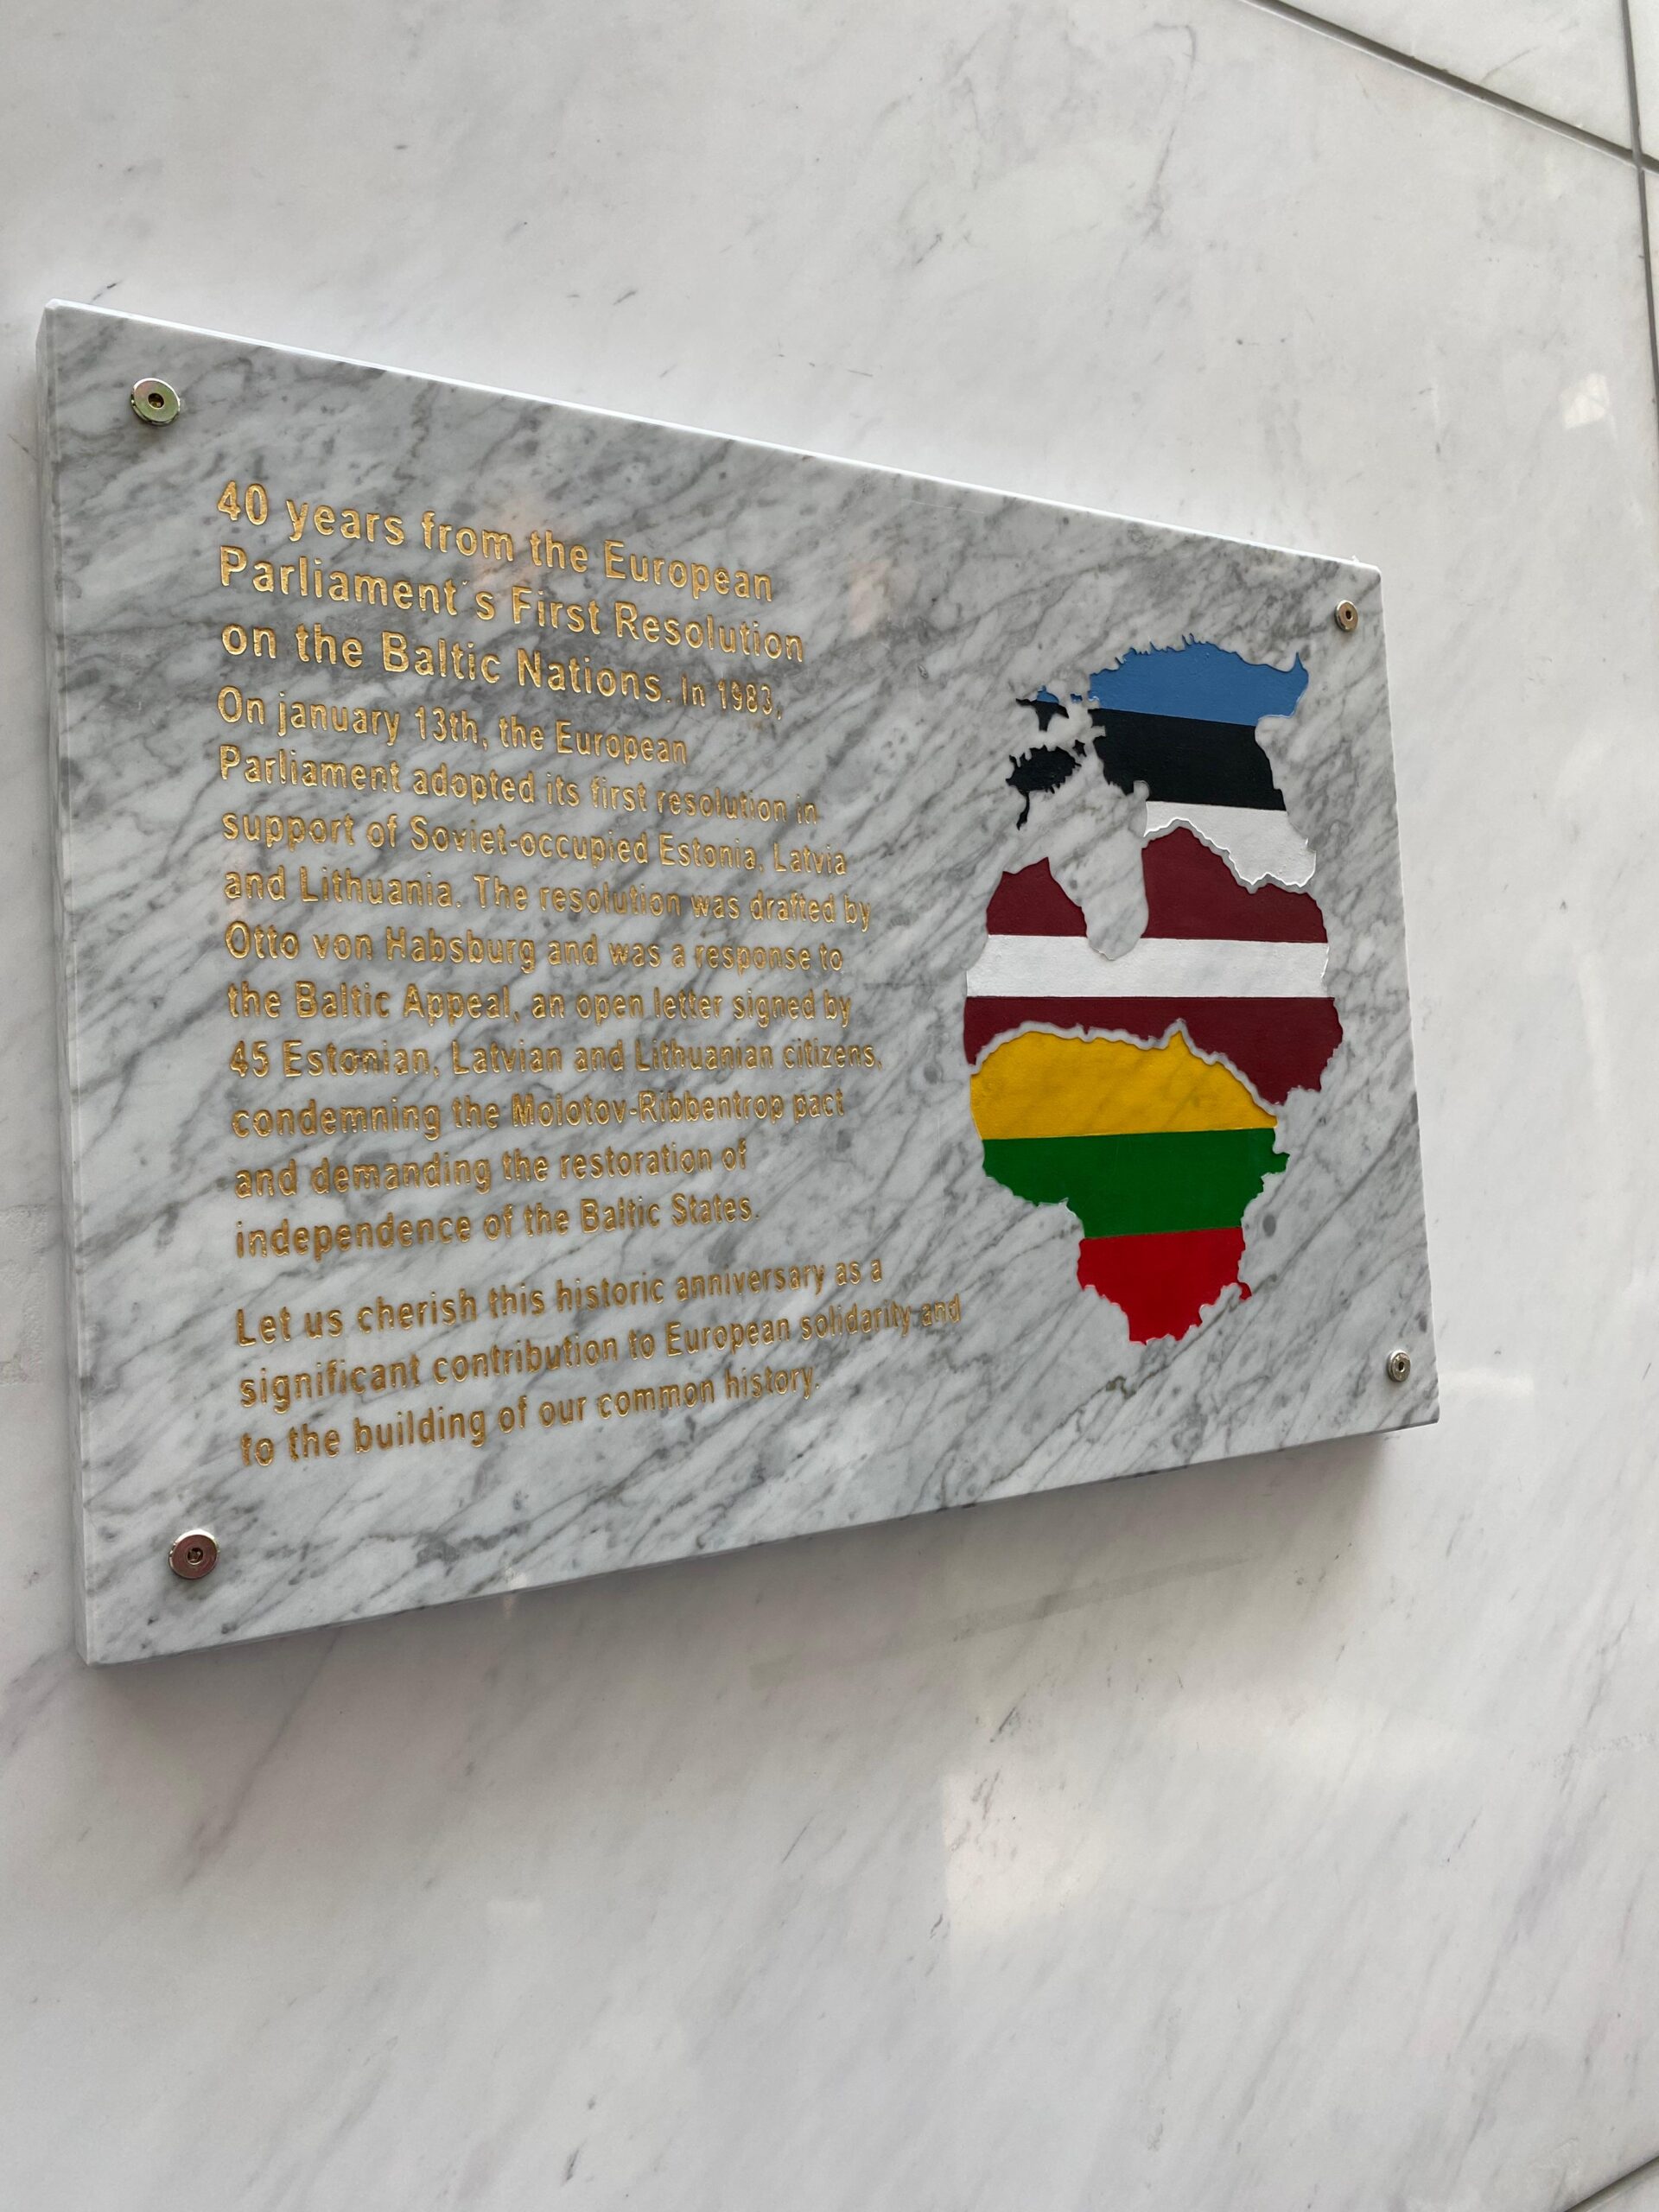 40 years from the European
Parliament´s First Resolution
on the Baltic Nations. In 1983,
On january 13th, the European
Parliament adopted its first resolution in
support of Soviet-occupied Estonia, Latvia
and Lithuania. The resolution was drafted by
Otto von Habsburg and was a response to
the Baltic Appeal, an open letter signed by
45 Estonian, Latvian and Lithuanian citizens,
condemning the Molotov-Ribbentrop pact
and demanding the restoration of
independence of the Baltic States.
Let us cherish this historic anniversary as a
significant contribution to European solidarity and
to the building of our common history.